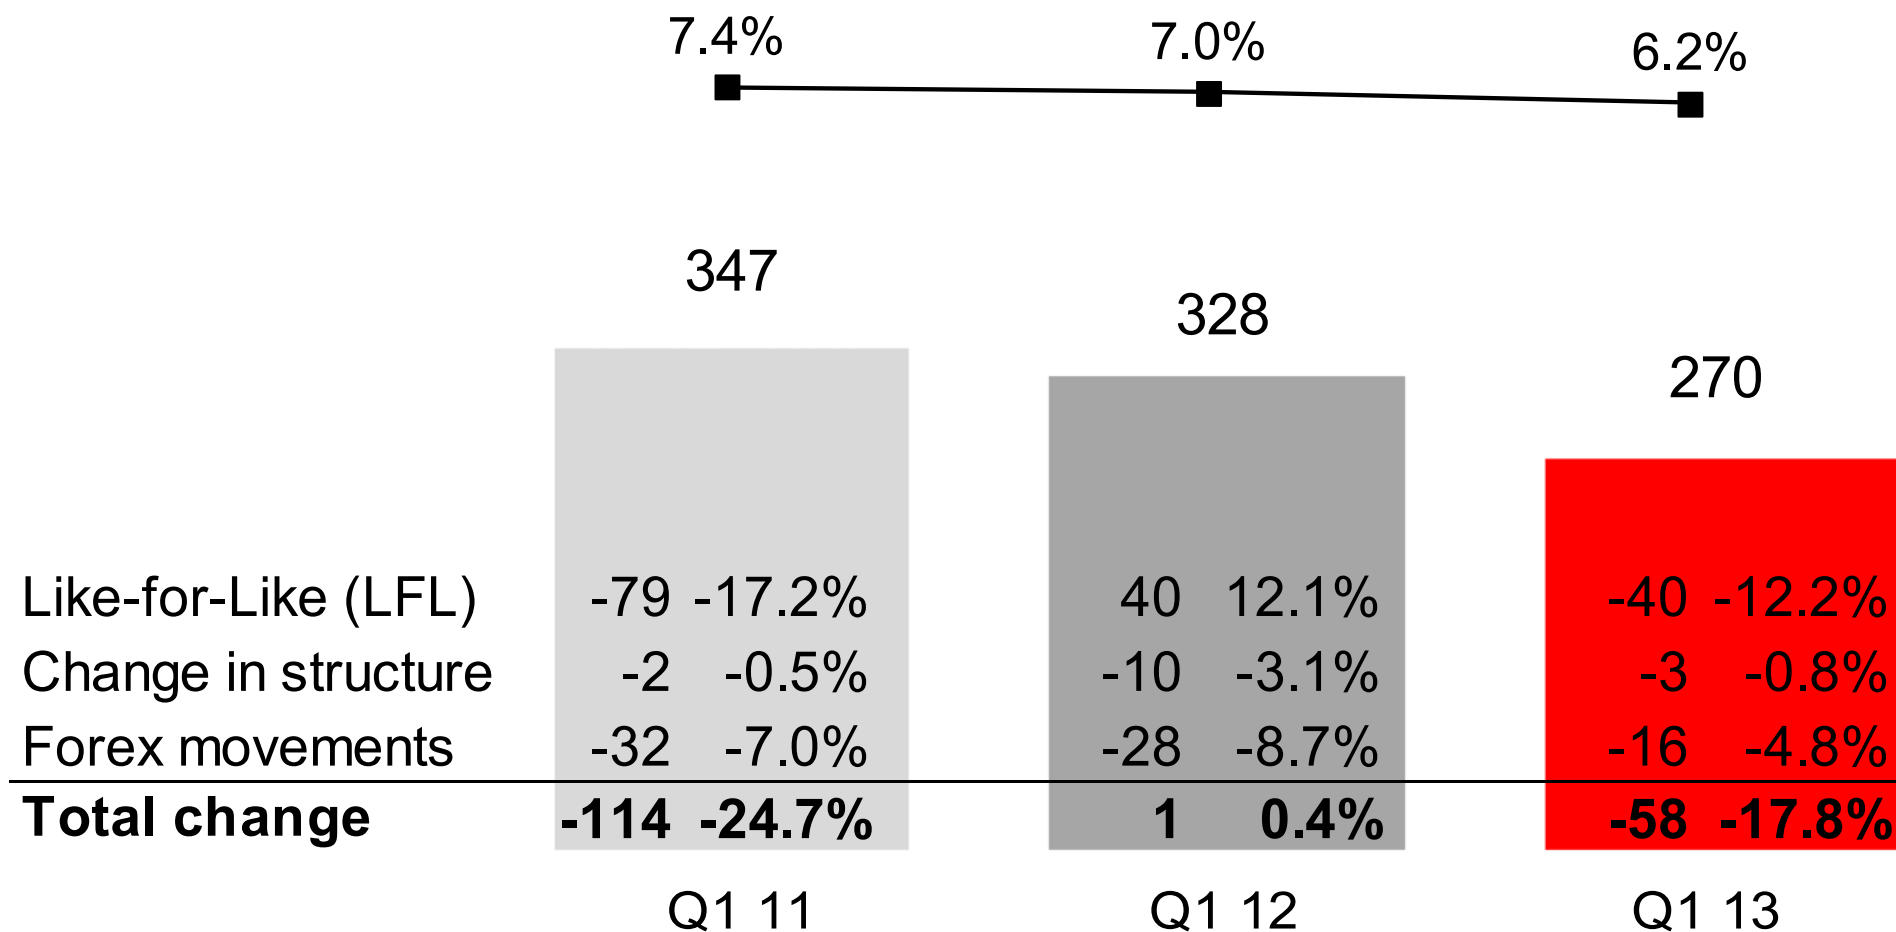 7.4% 7.0% 6.2%
347
328
270
Like-for-Like (LFL) -79 -17.2% 40 12.1% -40 -12.2%
Change in structure -2 -0.5% -10 -3.1% -3 -0.8%
Forex movements -32 -7.0% -28 -8.7% -16 -4.8%
Total change -114 -24.7% 1 0.4% -58 -17.8%
Q1 11 Q1 12 Q1 13